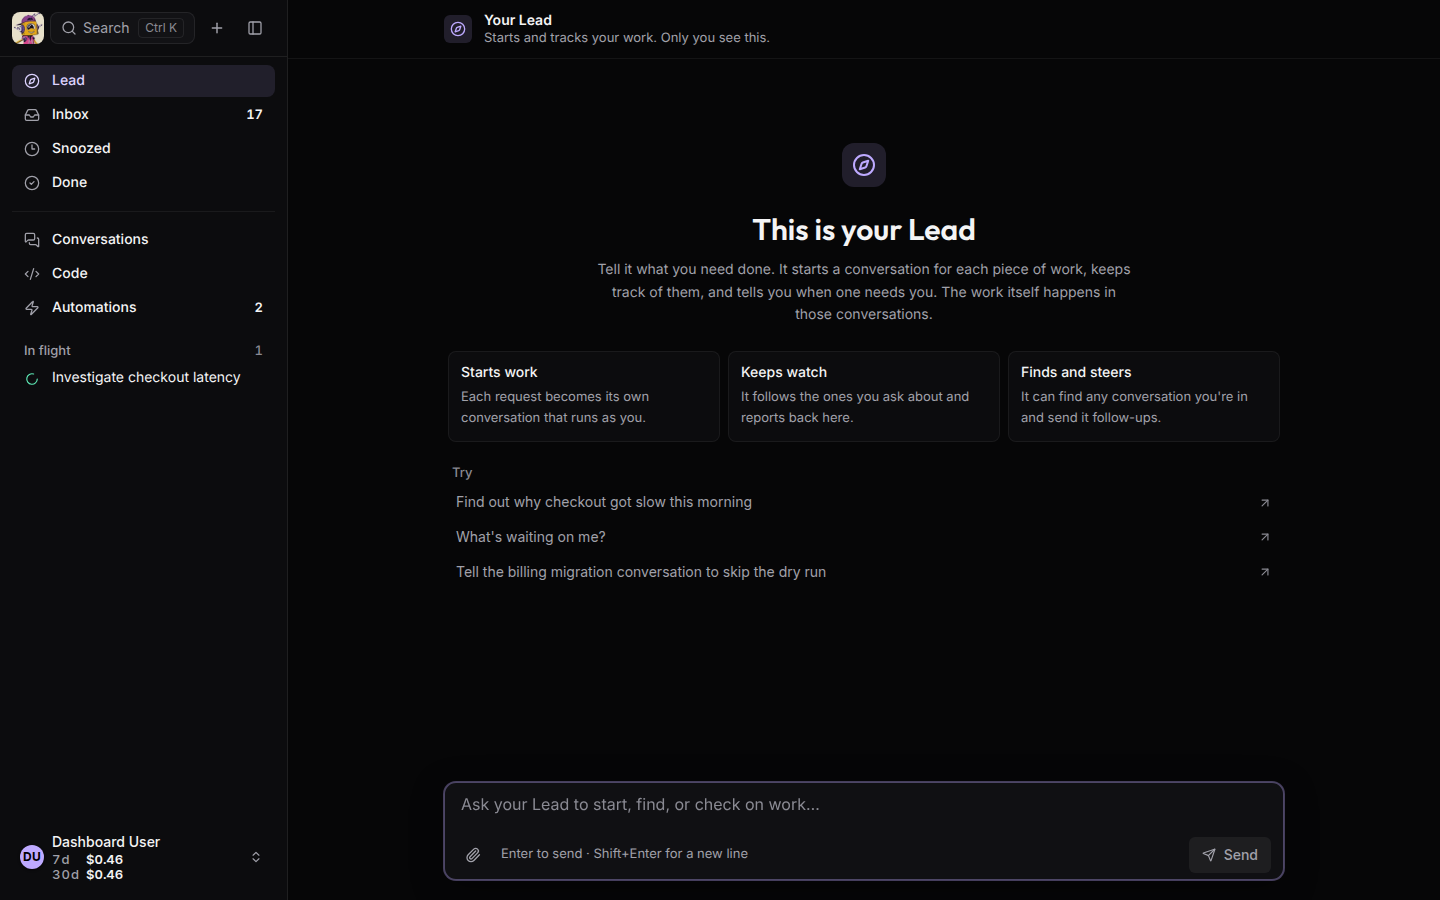 Search Ctrl K
Lead
Inbox 17
Snoozed
Done
Conversations
Code
Automations 2
In flight 1
Investigate checkout latency
DU
Dashboard User
7d $0.46
30d $0.46
Your Lead
Starts and tracks your work. Only you see this.
This is your Lead
Tell it what you need done. It starts a conversation for each piece of work, keeps
track of them, and tells you when one needs you. The work itself happens in
those conversations.
Starts work
Each request becomes its own
conversation that runs as you.
Keeps watch
It follows the ones you ask about and
reports back here.
Finds and steers
It can find any conversation you're in
and send it follow-ups.
Try
Find out why checkout got slow this morning
What's waiting on me?
Tell the billing migration conversation to skip the dry run
Ask your Lead to start, find, or check on work...
Enter to send · Shift+Enter for a new line
Send